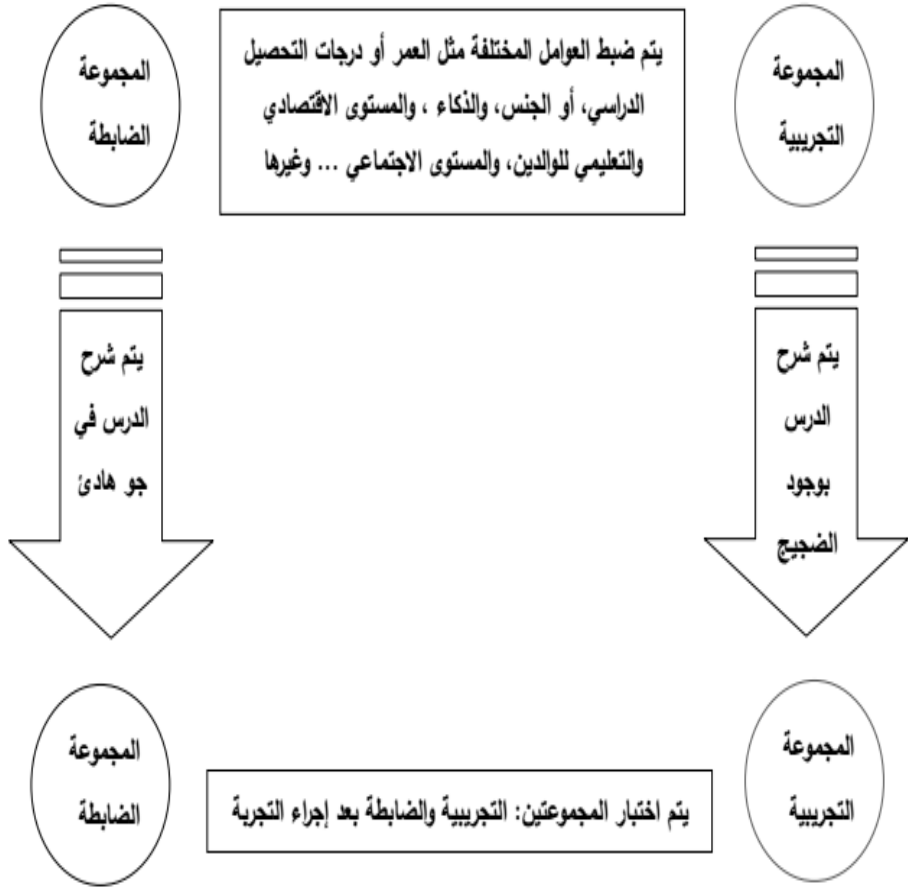 المجموعة
التجريبية
يتم ضبط العوامل المختلفة مثل العمر أو درجات التحصيل
الدراسي، أو الجنس، والذكاء ، والمستوى الاقتصادي
والتعليمي للوالدين، والمستوى الاجتماعي ... وغيرها
المجموعة
الضابطة
يتم شرح
الدرس
بوجود
الضجيج
يتم شرح
الدرس في
جو هادئ
المجموعة
التجريبية
يتم اختبار المجموعتين: التجريبية والضابطة بعد إجراء التجربة
المجموعة
الضابطة